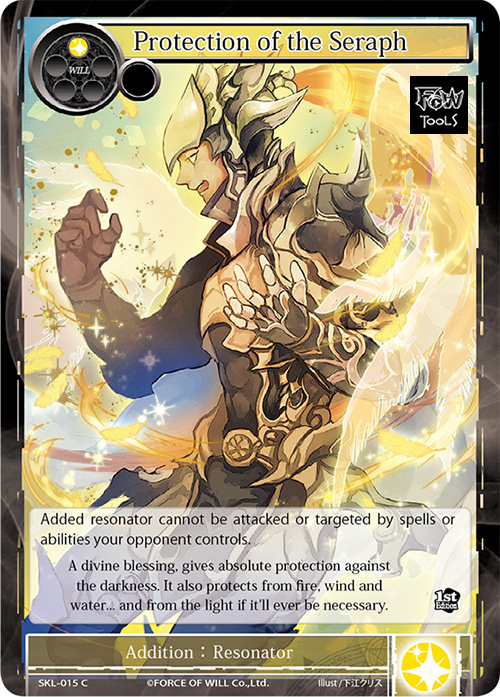 Protection of the Seraph
WILL
FOW
TOOLS
Added resonator cannot be attacked or targeted by spells or
abilities your opponent controls.
A divine blessing, gives absolute protection against
the darkness. It also protects from fire, wind and
water... and from the light if it'll ever be necessary.
1st
Edition
Addition : Resonator
SKL-015 C ©FORCE OF WILL Co.,Ltd. Illust /下江クリス